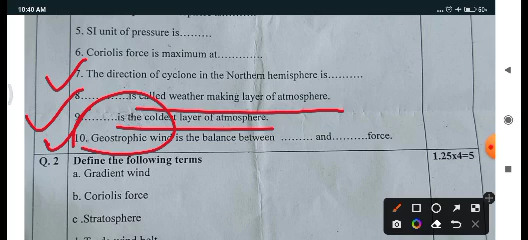 10:40 AM
5. SI unit of pressure is.........
6. Coriolis force is maximum at.............
7. The direction of cyclone in the Northern hemisphere is...........
8.............is called weather making layer of atmosphere.
9..........is the coldest layer of atmosphere.
10. Geostrophic wind is the balance between ......... and..........force.
Q. 2 Define the following terms 1.25x4=5
a. Gradient wind
b. Coriolis force
c .Stratosphere